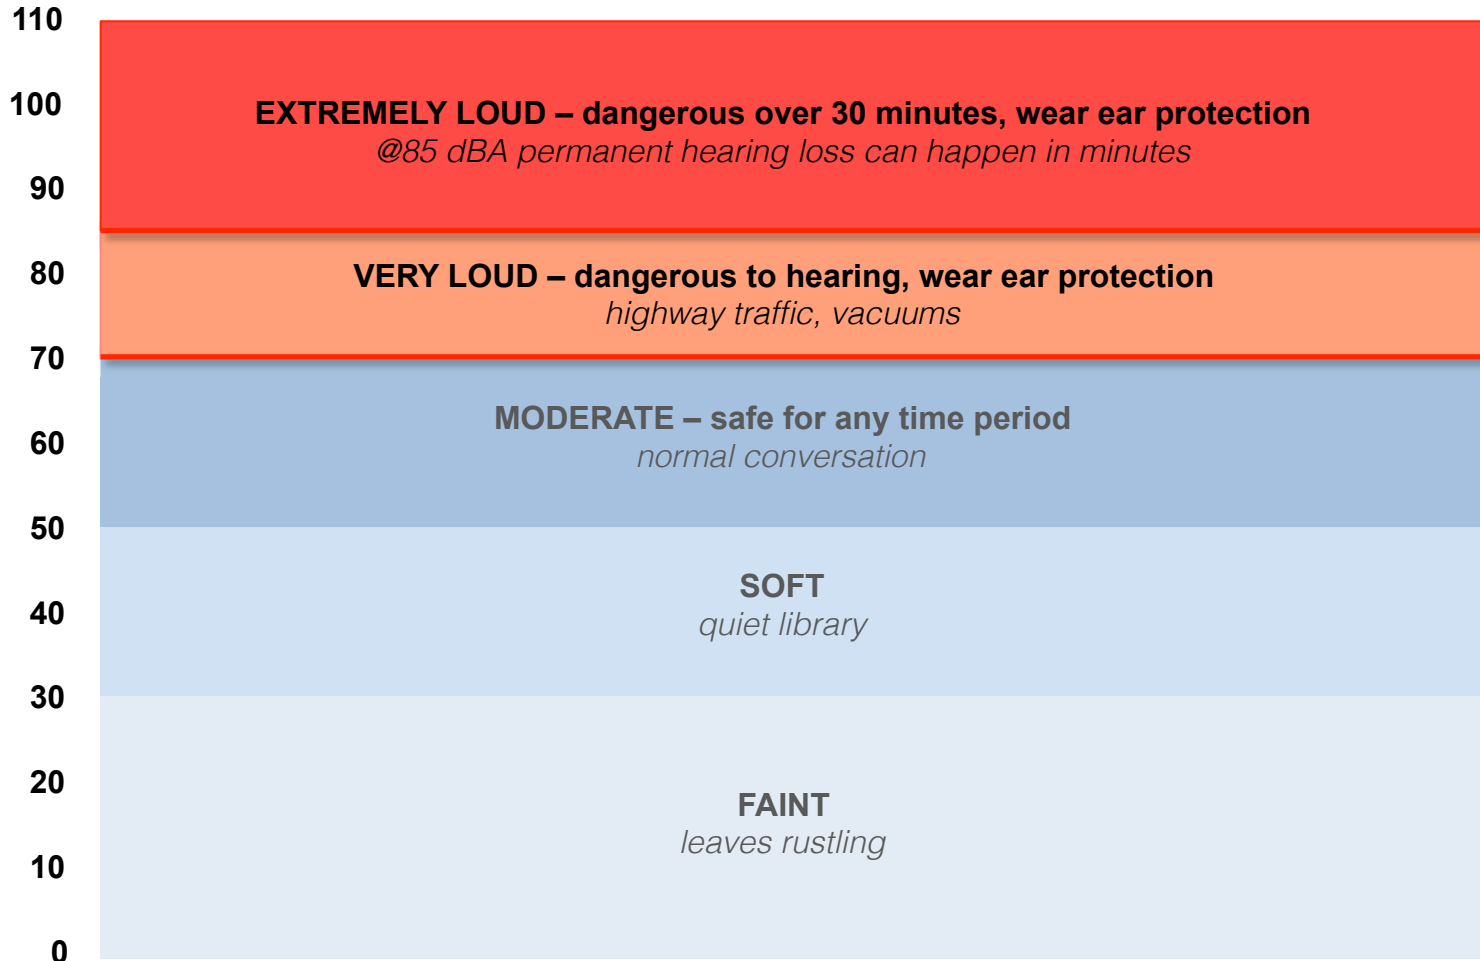 110
100
EXTREMELY LOUD – dangerous over 30 minutes, wear ear protection
@85 dBA permanent hearing loss can happen in minutes
90
80
VERY LOUD – dangerous to hearing, wear ear protection
highway traffic, vacuums
70
MODERATE – safe for any time period
60
normal conversation
50
SOFT
40
quiet library
30
20
FAINT
leaves rustling
10
0